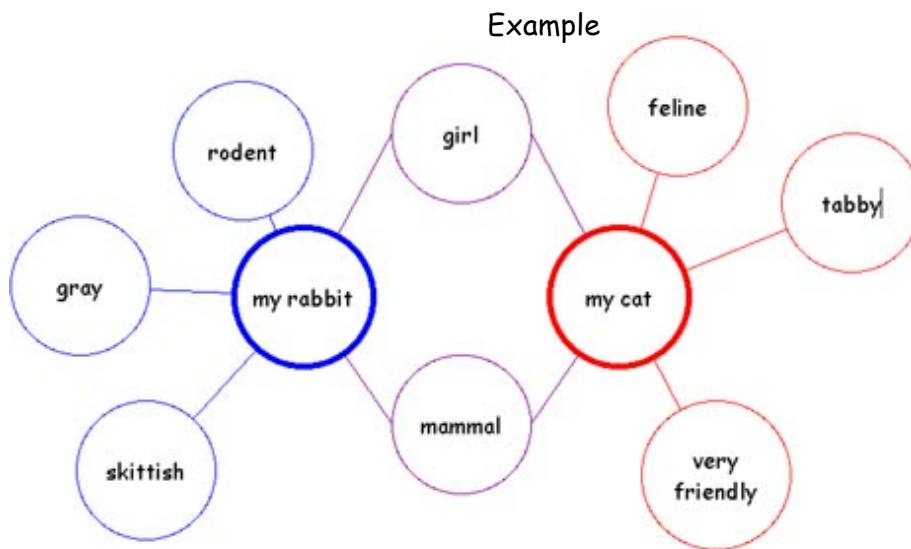 Example
rodent
girl
feline
tabby
gray
my rabbit
my cat
skittish
mammal
very
friendly